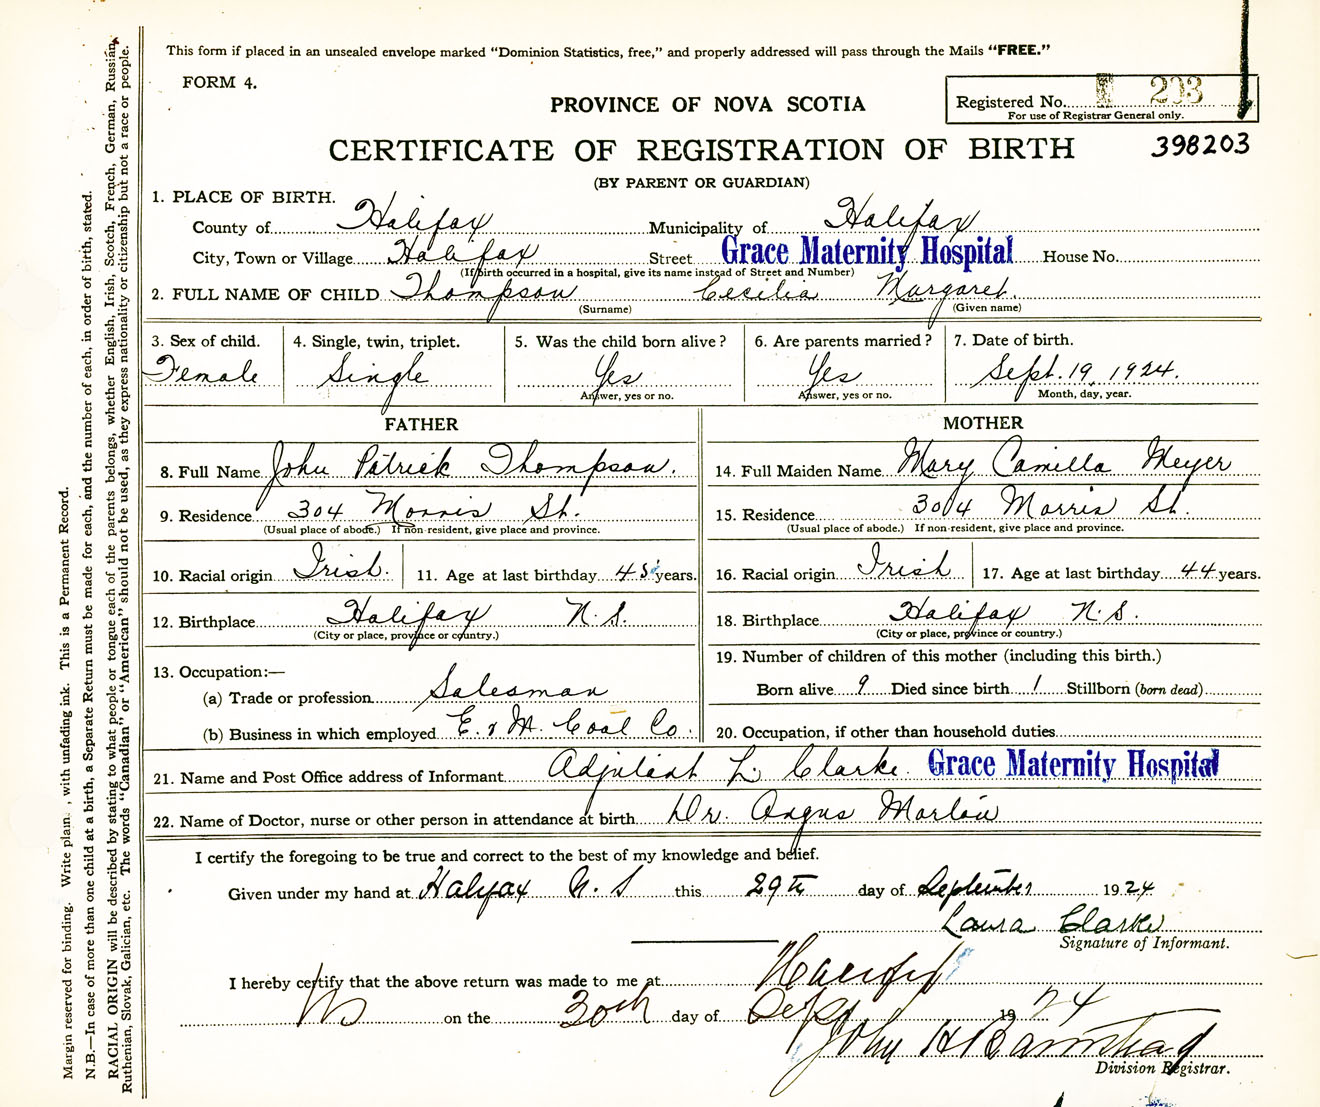 This form if placed in an unsealed envelope marked "Dominion Statistics, free," and properly addressed will pass through the Mails "FREE."
FORM 4.
PROVINCE OF NOVA SCOTIA
Registered No. 203
For use of Registrar General only.
CERTIFICATE OF REGISTRATION OF BIRTH
398203
(BY PARENT OR GUARDIAN)
1. PLACE OF BIRTH.
County of Halifax Municipality of Halifax
City, Town or Village Halifax Street Grace Maternity Hospital House No.
(If birth occurred in a hospital, give its name instead of Street and Number)
2. FULL NAME OF CHILD Thompson Cecilia Margaret.
(Surname) (Given name)
3. Sex of child. 4. Single, twin, triplet. 5. Was the child born alive? 6. Are parents married? 7. Date of birth.
Female Single Yes Yes Sept. 19, 1924.
Answer, yes or no. Answer, yes or no. Month, day, year.
FATHER
8. Full Name John Patrick Thompson.
9. Residence 304 Morris St.
(Usual place of abode.) If non-resident, give place and province.
10. Racial origin Irish. 11. Age at last birthday 45 years.
12. Birthplace Halifax N.S.
(City or place, province or country.)
13. Occupation:—
(a) Trade or profession Salesman
(b) Business in which employed E. & M. Coal Co.
MOTHER
14. Full Maiden Name Mary Camilla Meyer
15. Residence 304 Morris St.
(Usual place of abode.) If non-resident, give place and province.
16. Racial origin Irish 17. Age at last birthday 44 years.
18. Birthplace Halifax N.S.
(City or place, province or country.)
19. Number of children of this mother (including this birth.)
Born alive 9 Died since birth 1 Stillborn (born dead)
20. Occupation, if other than household duties
21. Name and Post Office address of Informant Adjutant L. Clarke. Grace Maternity Hospital
22. Name of Doctor, nurse or other person in attendance at birth Dr. Angus
I certify the foregoing to be true and correct to the best of my knowledge and belief.
Given under my hand at Halifax N.S this 29th day of September 1924
Laura Clarke
Signature of Informant.
I hereby certify that the above return was made to me at
NS on the 30th day of Sep 1924
John H
Division Registrar.
Margin reserved for binding. Write plain , with unfading ink. This is a Permanent Record.
N.B.—In case of more than one child at a birth, a Separate Return must be made for each, and the number of each, in order of birth, stated.
RACIAL ORIGIN will be described by stating to what people or tongue each of the parents belongs, whether English, Irish, Scotch, French, German, Russian,
Ruthenian, Slovak, Galician, etc. The words "Canadian" or "American" should not be used, as they express nationality or citizenship but not a race or people.